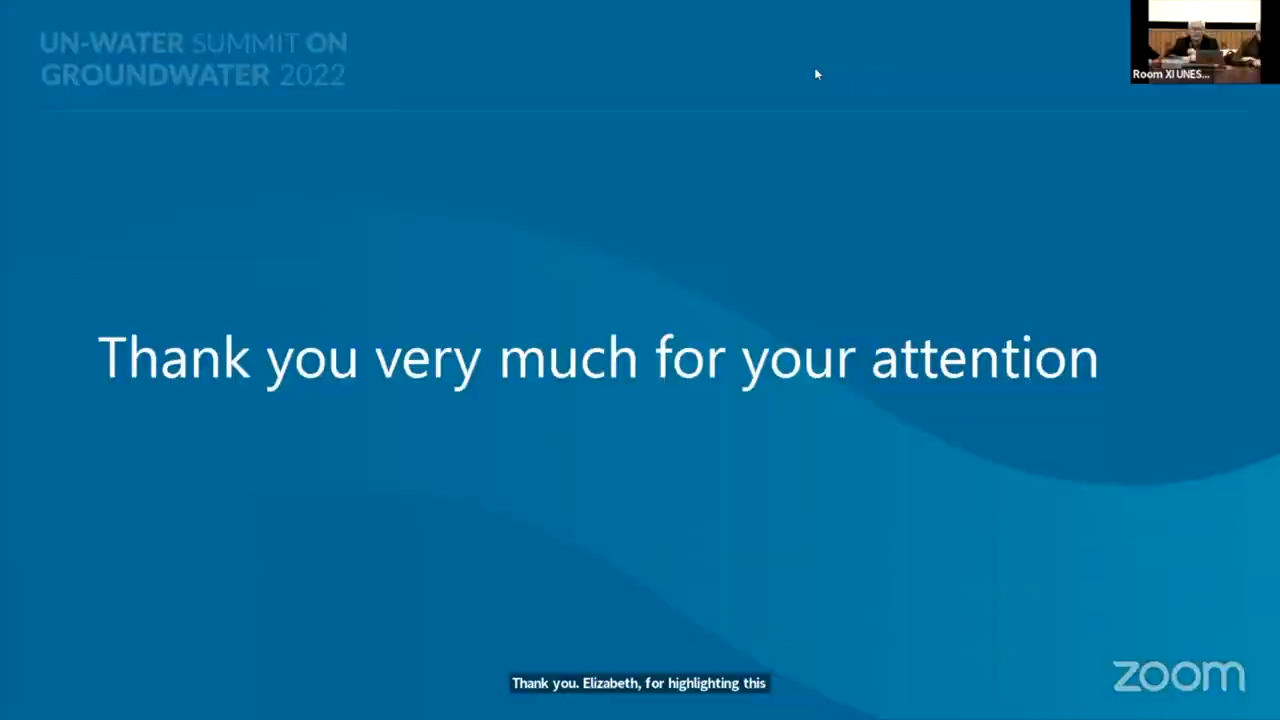 UN-WATER SUMMIT ON
GROUNDWATER 2022
Room XI UNES...
Thank you very much for your attention
Thank you. Elizabeth, for highlighting this
zoom